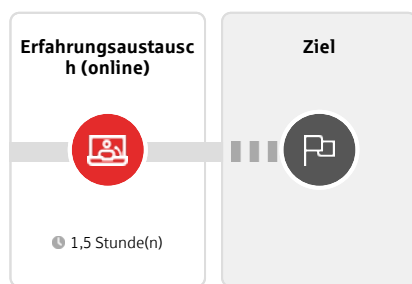 Erfahrungsaustausc
h (online)
1,5 Stunde(n)
Ziel